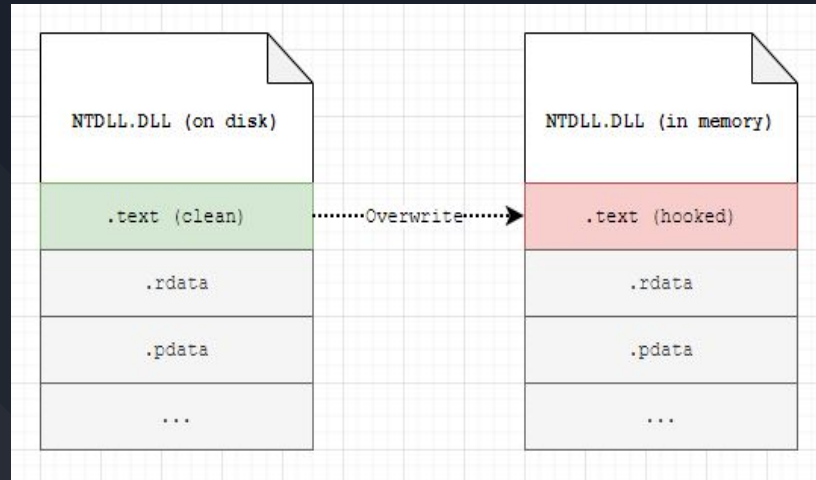 NTDLL.DLL (on disk)
NTDLL.DLL (in memory)
.text (clean)
Overwrite
.text (hooked)
.rdata
.rdata
.pdata
.pdata
...
...